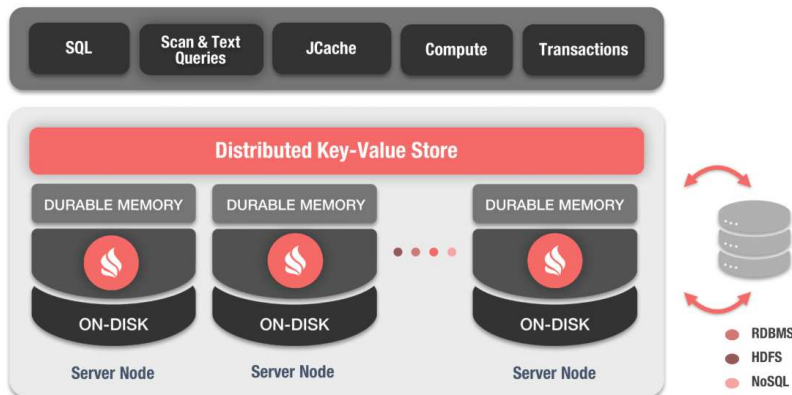 SQL
Scan & Text
Queries
JCache
Compute
Transactions
Distributed Key-Value Store
DURABLE MEMORY
DURABLE MEMORY
DURABLE MEMORY
ON-DISK
ON-DISK
ON-DISK
Server Node
Server Node
Server Node
RDBMS
HDFS
NoSQL